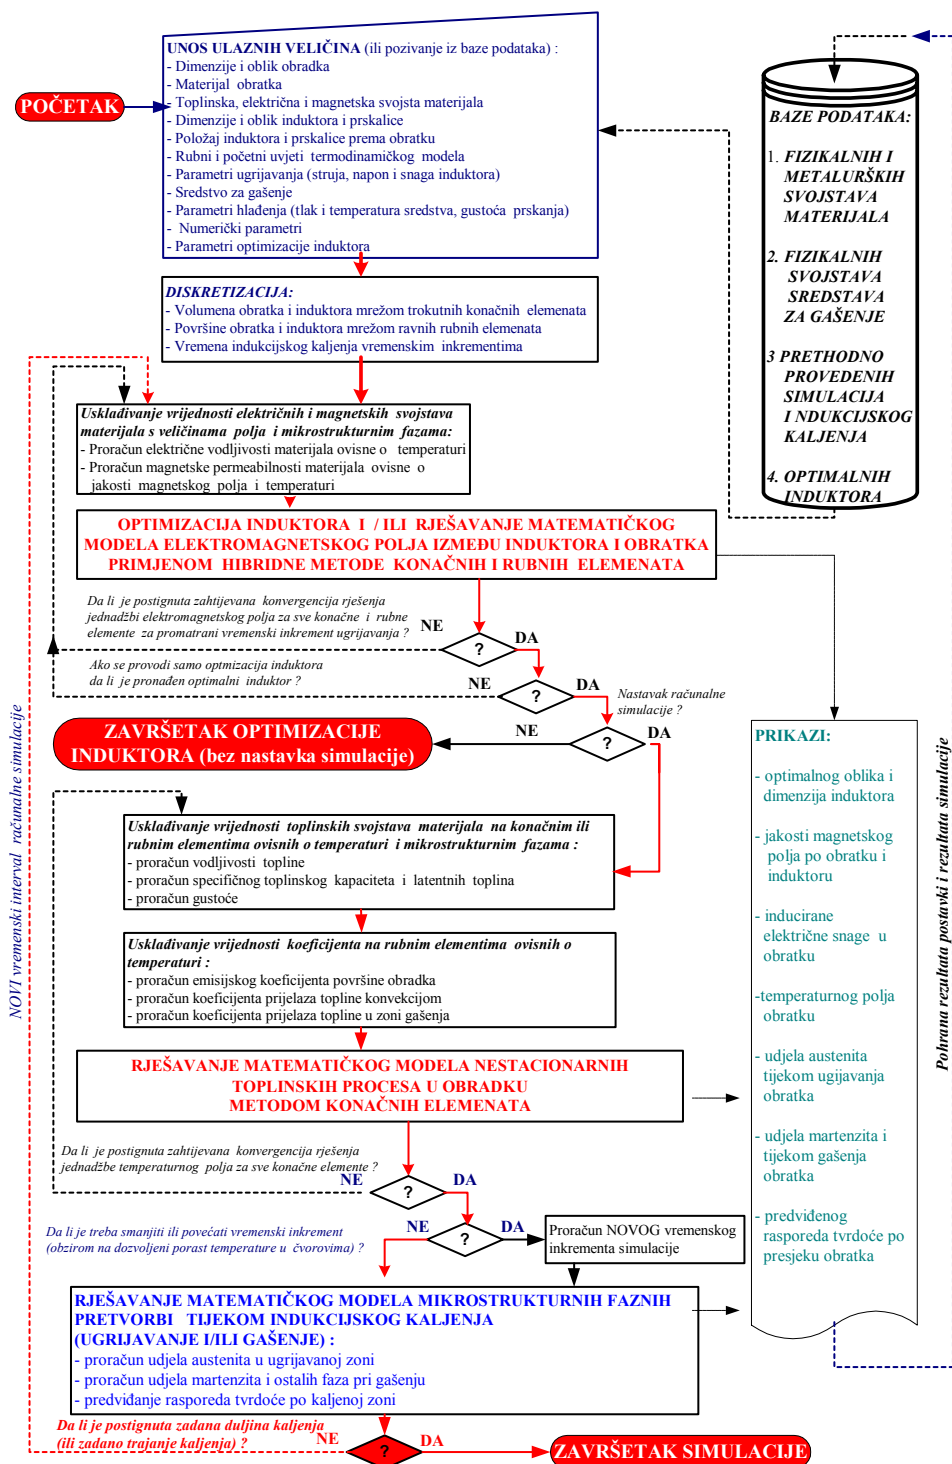 POČETAK
UNOS ULAZNIH VELIČINA (ili pozivanje iz baze podataka) :
- Dimenzije i oblik obradka
- Materijal obratka
- Toplinska, električna i magnetska svojsta materijala
- Dimenzije i oblik induktora i prskalice
- Položaj induktora i prskalice prema obratku
- Rubni i početni uvjeti termodinamičkog modela
- Parametri ugrijavanja (struja, napon i snaga induktora)
- Sredstvo za gašenje
- Parametri hlađenja (tlak i temperatura sredstva, gustoća prskanja)
- Numerički parametri
- Parametri optimizacije induktora
BAZE PODATAKA:
1. FIZIKALNIH I
METALURŠKIH
SVOJSTAVA
MATERIJALA
2. FIZIKALNIH
SVOJSTAVA
SREDSTAVA
ZA GAŠENJE
3 PRETHODNO
PROVEDENIH
SIMULACIJA
I NDUKCIJSKOG
KALJENJA
4. OPTIMALNIH
INDUKTORA
DISKRETIZACIJA:
- Volumena obratka i induktora mrežom trokutnih konačnih elemenata
- Površine obratka i induktora mrežom ravnih rubnih elemenata
- Vremena indukcijskog kaljenja vremenskim inkrementima
Usklađivanje vrijednosti električnih i magnetskih svojstava
materijala s veličinama polja i mikrostrukturnim fazama:
- Proračun električne vodljivosti materijala ovisne o temperaturi
- Proračun magnetske permeabilnosti materijala ovisne o
jakosti magnetskog polja i temperaturi
OPTIMIZACIJA INDUKTORA I / ILI RJEŠAVANJE MATEMATIČKOG
MODELA ELEKTROMAGNETSKOG POLJA IZMEĐU INDUKTORA I OBRATKA
PRIMJENOM HIBRIDNE METODE KONAČNIH I RUBNIH ELEMENATA
Da li je postignuta zahtijevana konvergencija rješenja
jednadžbi elektromagnetskog polja za sve konačne i rubne
elemente za promatrani vremenski inkrement ugrijavanja ?
NE
?
DA
Ako se provodi samo optmizacija induktora
da li je pronađen optimalni induktor ?
NE
?
DA
Nastavak računalne
simulacije ?
NE
?
DA
ZAVRŠETAK OPTIMIZACIJE
INDUKTORA (bez nastavka simulacije)
Usklađivanje vrijednosti toplinskih svojstava materijala na konačnim ili
rubnim elementima ovisnih o temperaturi i mikrostrukturnim fazama :
- proračun vodljivosti topline
- proračun specifičnog toplinskog kapaciteta i latentnih toplina
- proračun gustoće
Usklađivanje vrijednosti koeficijenta na rubnim elementima ovisnih o
temperaturi :
- proračun emisijskog koeficijenta površine obradka
- proračun koeficijenta prijelaza topline konvekcijom
- proračun koeficijenta prijelaza topline u zoni gašenja
RJEŠAVANJE MATEMATIČKOG MODELA NESTACIONARNIH
TOPLINSKIH PROCESA U OBRADKU
METODOM KONAČNIH ELEMENATA
Da li je postignuta zahtijevana konvergencija rješenja
jednadžbe temperaturnog polja za sve konačne elemente ?
NE
?
DA
Da li je treba smanjiti ili povećati vremenski inkrement
(obzirom na dozvoljeni porast temperature u čvorovima) ?
NE
?
DA
Proračun NOVOG vremenskog
inkrementa simulacije
RJEŠAVANJE MATEMATIČKOG MODELA MIKROSTRUKTURNIH FAZNIH
PRETVORBI TIJEKOM INDUKCIJSKOG KALJENJA
(UGRIJAVANJE I/ILI GAŠENJE) :
- proračun udjela austenita u ugrijavanoj zoni
- proračun udjela martenzita i ostalih faza pri gašenju
- predviđanje rasporeda tvrdoće po kaljenoj zoni
Da li je postignuta zadana duljina kaljenja
(ili zadano trajanje kaljenja) ?
NE
?
DA
ZAVRŠETAK SIMULACIJE
PRIKAZI:
- optimalnog oblika i
dimenzija induktora
- jakosti magnetskog
polja po obratku i
induktoru
- inducirane
električne snage u
obratku
-temperaturnog polja
obratku
- udjela austenita
tijekom ugijavanja
obratka
- udjela martenzita i
tijekom gašenja
obratka
- predviđenog
rasporeda tvrdoće po
presjeku obratka
NOVI vremenski interval računalne simulacije
Pohrana rezultata postavki i rezultata simulacije